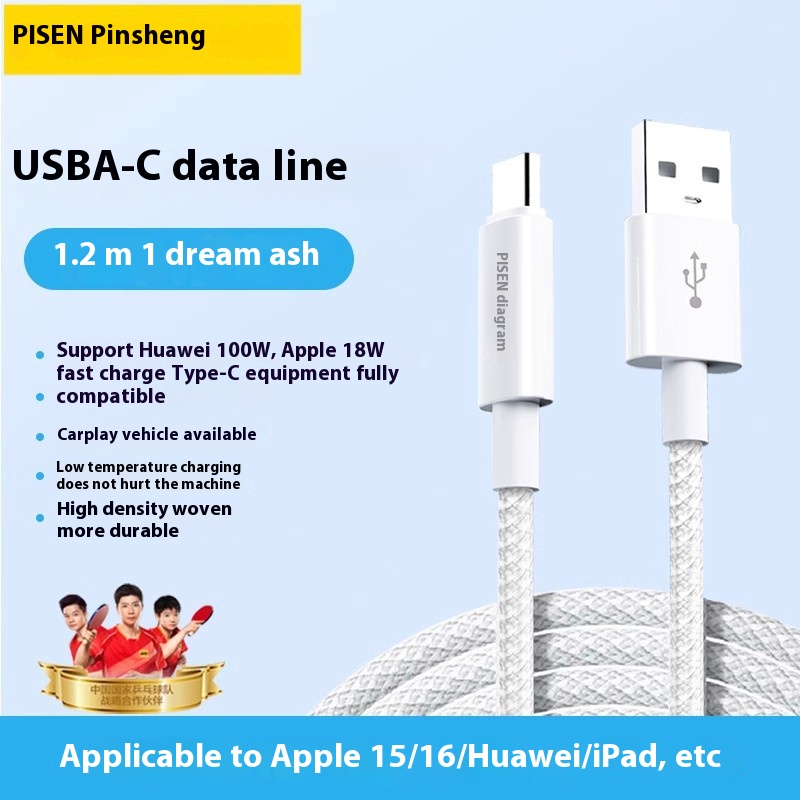 PISEN Pinsheng
USBA-C data line
1.2 m 1 dream ash
PISEN diagram
Support Huawei 100W, Apple 18W
fast charge Type-C equipment fully
compatible
Carplay vehicle available
Low temperature charging
does not hurt the machine
High density woven
more durable
中国国家乒乓球队
战略合作伙伴
Applicable to Apple 15/16/Huawei/iPad, etc